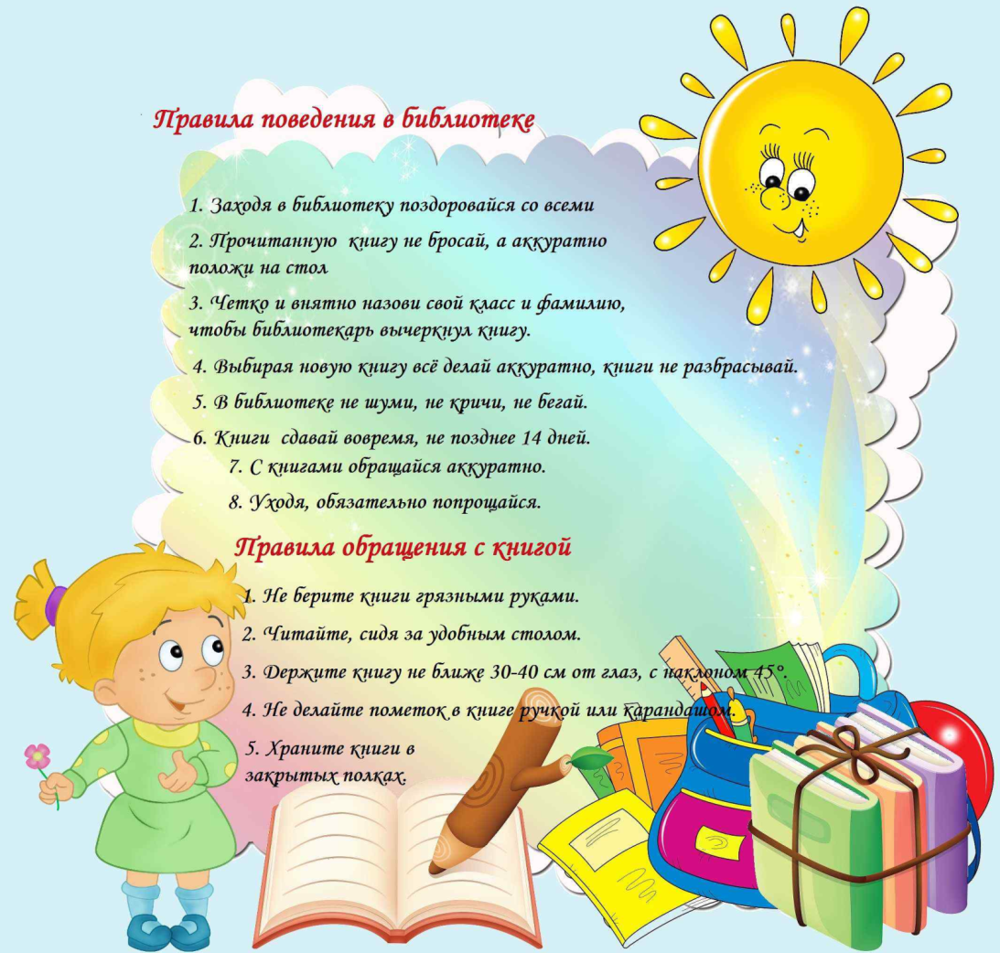 Правила поведения в библиотеке
1. Заходя в библиотеку поздоровайся со всеми
2. Прочитанную книгу не бросай, а аккуратно
положи на стол
3. Четко и внятно назови свой класс и фамилию,
чтобы библиотекарь вычеркнул книгу.
4. Выбирая новую книгу всё делай аккуратно, книги не разбрасывай.
5. В библиотеке не шуми, не кричи, не бегай.
6. Книги сдавай вовремя, не позднее 14 дней.
7. С книгами обращайся аккуратно.
8. Уходя, обязательно попрощайся.
Правила обращения с книгой
1. Не берите книги грязными руками.
2. Читайте, сидя за удобным столом.
3. Держите книгу не ближе 30-40 см от глаз, с наклоном 45°.
4. Не делайте пометок в книге ручкой или карандашом.
5. Храните книги в
закрытых полках.